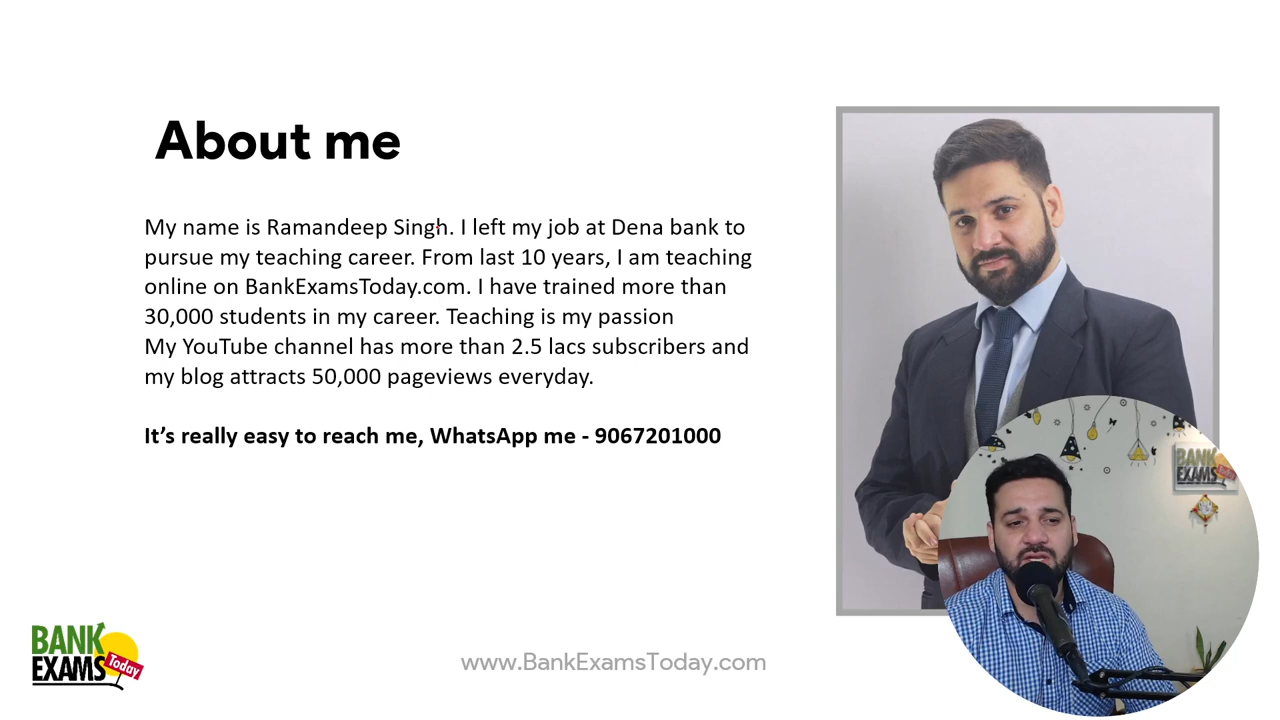 About me
My name is Ramandeep Singh. I left my job at Dena bank to
pursue my teaching career. From last 10 years, I am teaching
online on BankExamsToday.com. I have trained more than
30,000 students in my career. Teaching is my passion
My YouTube channel has more than 2.5 lacs subscribers and
my blog attracts 50,000 pageviews everyday.
It’s really easy to reach me, WhatsApp me - 9067201000
BANK
EXAMS
BANK
EXAMS Today
www.BankExamsToday.com